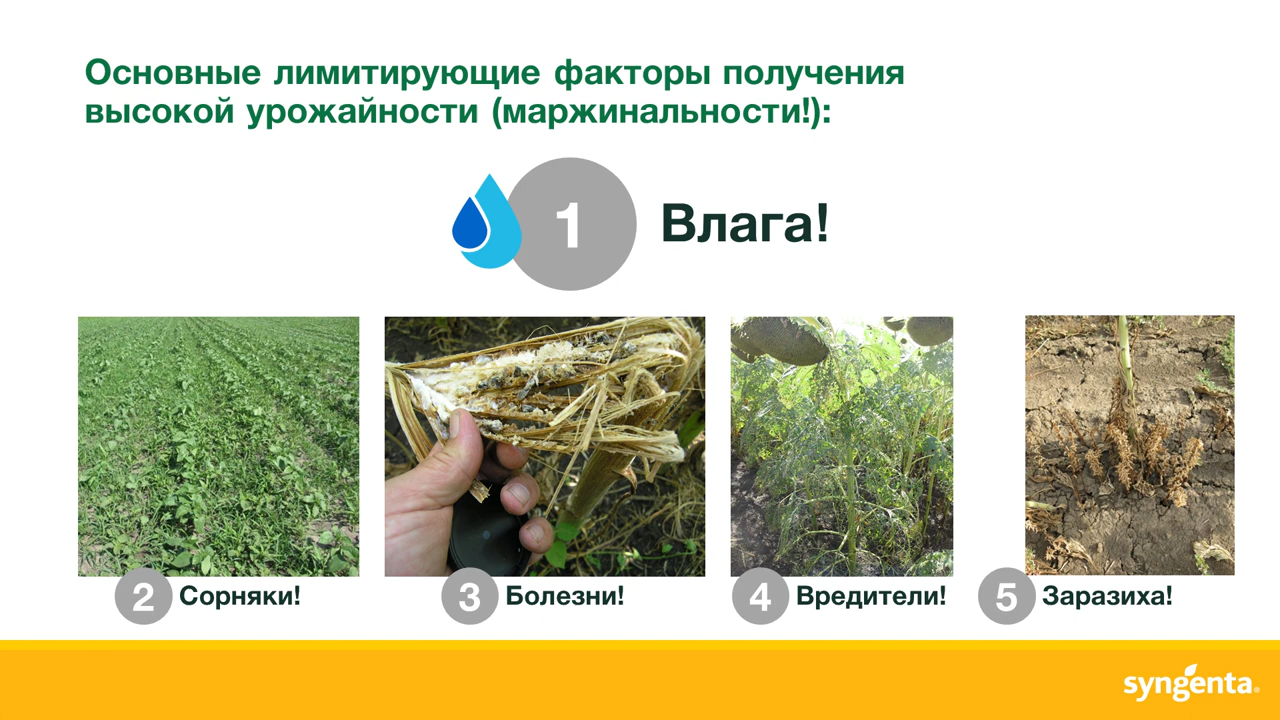 Основные лимитирующие факторы получения
высокой урожайности (маржинальности!):
1 Влага!
2 Сорняки!
3 Болезни!
4 Вредители!
5 Заразиха!
syngenta®